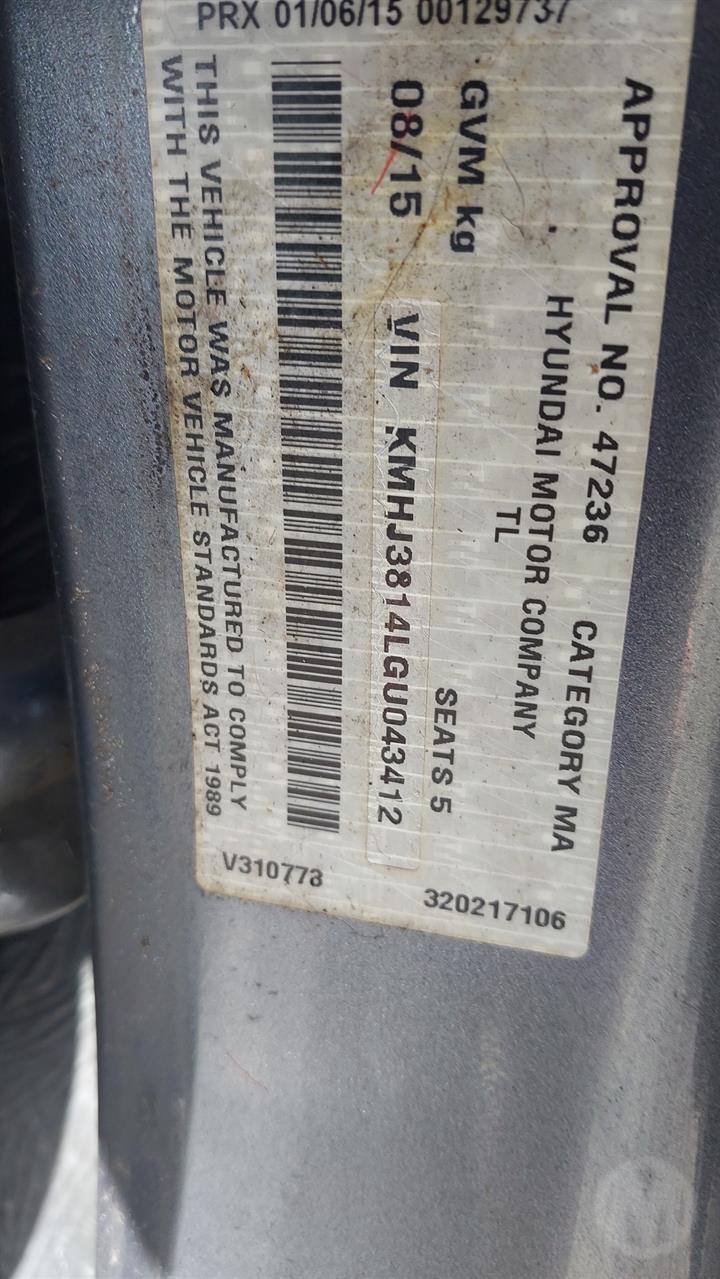 APPROVAL NO. 47236 CATEGORY MA
HYUNDAI MOTOR COMPANY
TL
GVM kg SEATS 5
08/15 VIN KMHJ3814LGU043412
THIS VEHICLE WAS MANUFACTURED TO COMPLY
WITH THE MOTOR VEHICLE STANDARDS ACT 1989
320217106
V310773
PRX 01/06/15 00129737